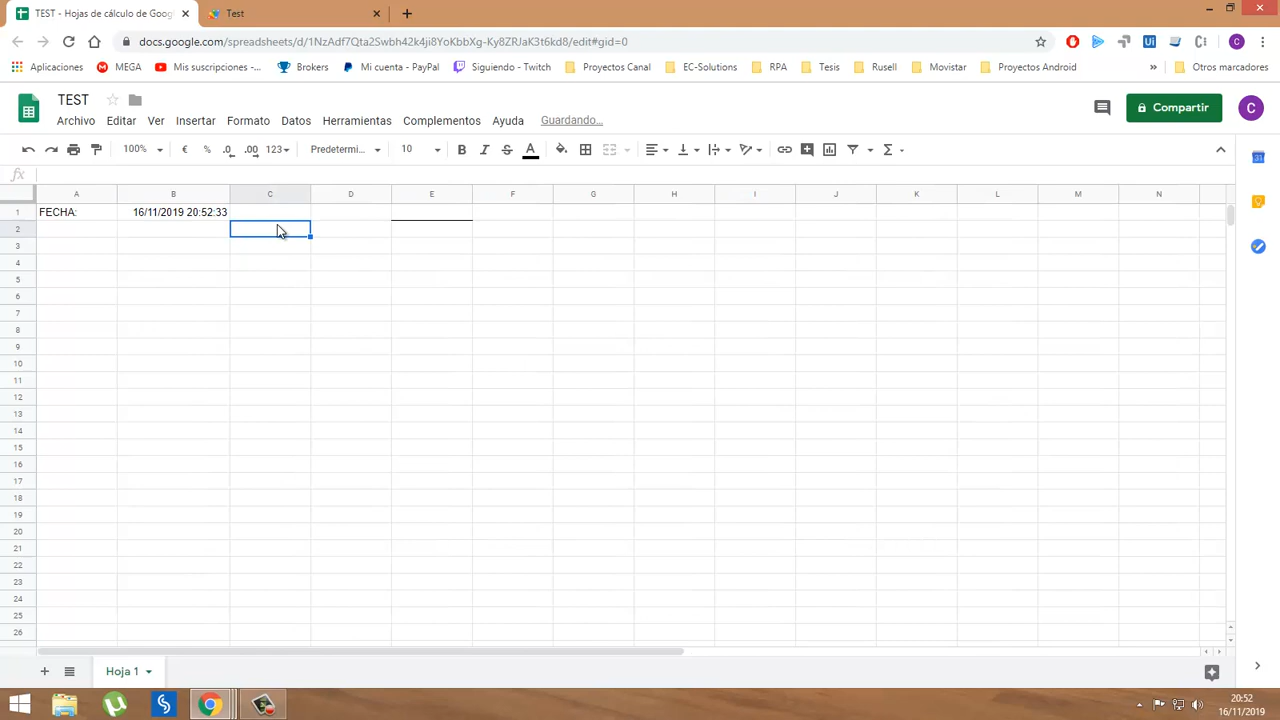 TEST - Hojas de cálculo de Goog
Test
docs.google.com/spreadsheets/d/1NzAdf7Qta2Swbh42k4ji8YoKbbXg-Ky8ZRJaK3t6kd8/edit#gid=0
C
Aplicaciones
MEGA
Mis suscripciones -...
Brokers
Mi cuenta - PayPal
Siguiendo - Twitch
Proyectos Canal
EC-Solutions
RPA
Tesis
Rusell
Movistar
Proyectos Android
»
Otros marcadores
TEST
Compartir
C
Archivo Editar Ver Insertar Formato Datos Herramientas Complementos Ayuda Guardando...
100% € % .0 .00 123 Predetermi... 10 B I S A Σ
fx
A B C D E F G H I J K L M N
1 FECHA: 16/11/2019 20:52:33
2
3
4
5
6
7
8
9
10
11
12
13
14
15
16
17
18
19
20
21
22
23
24
25
26
Hoja 1
20:52
16/11/2019